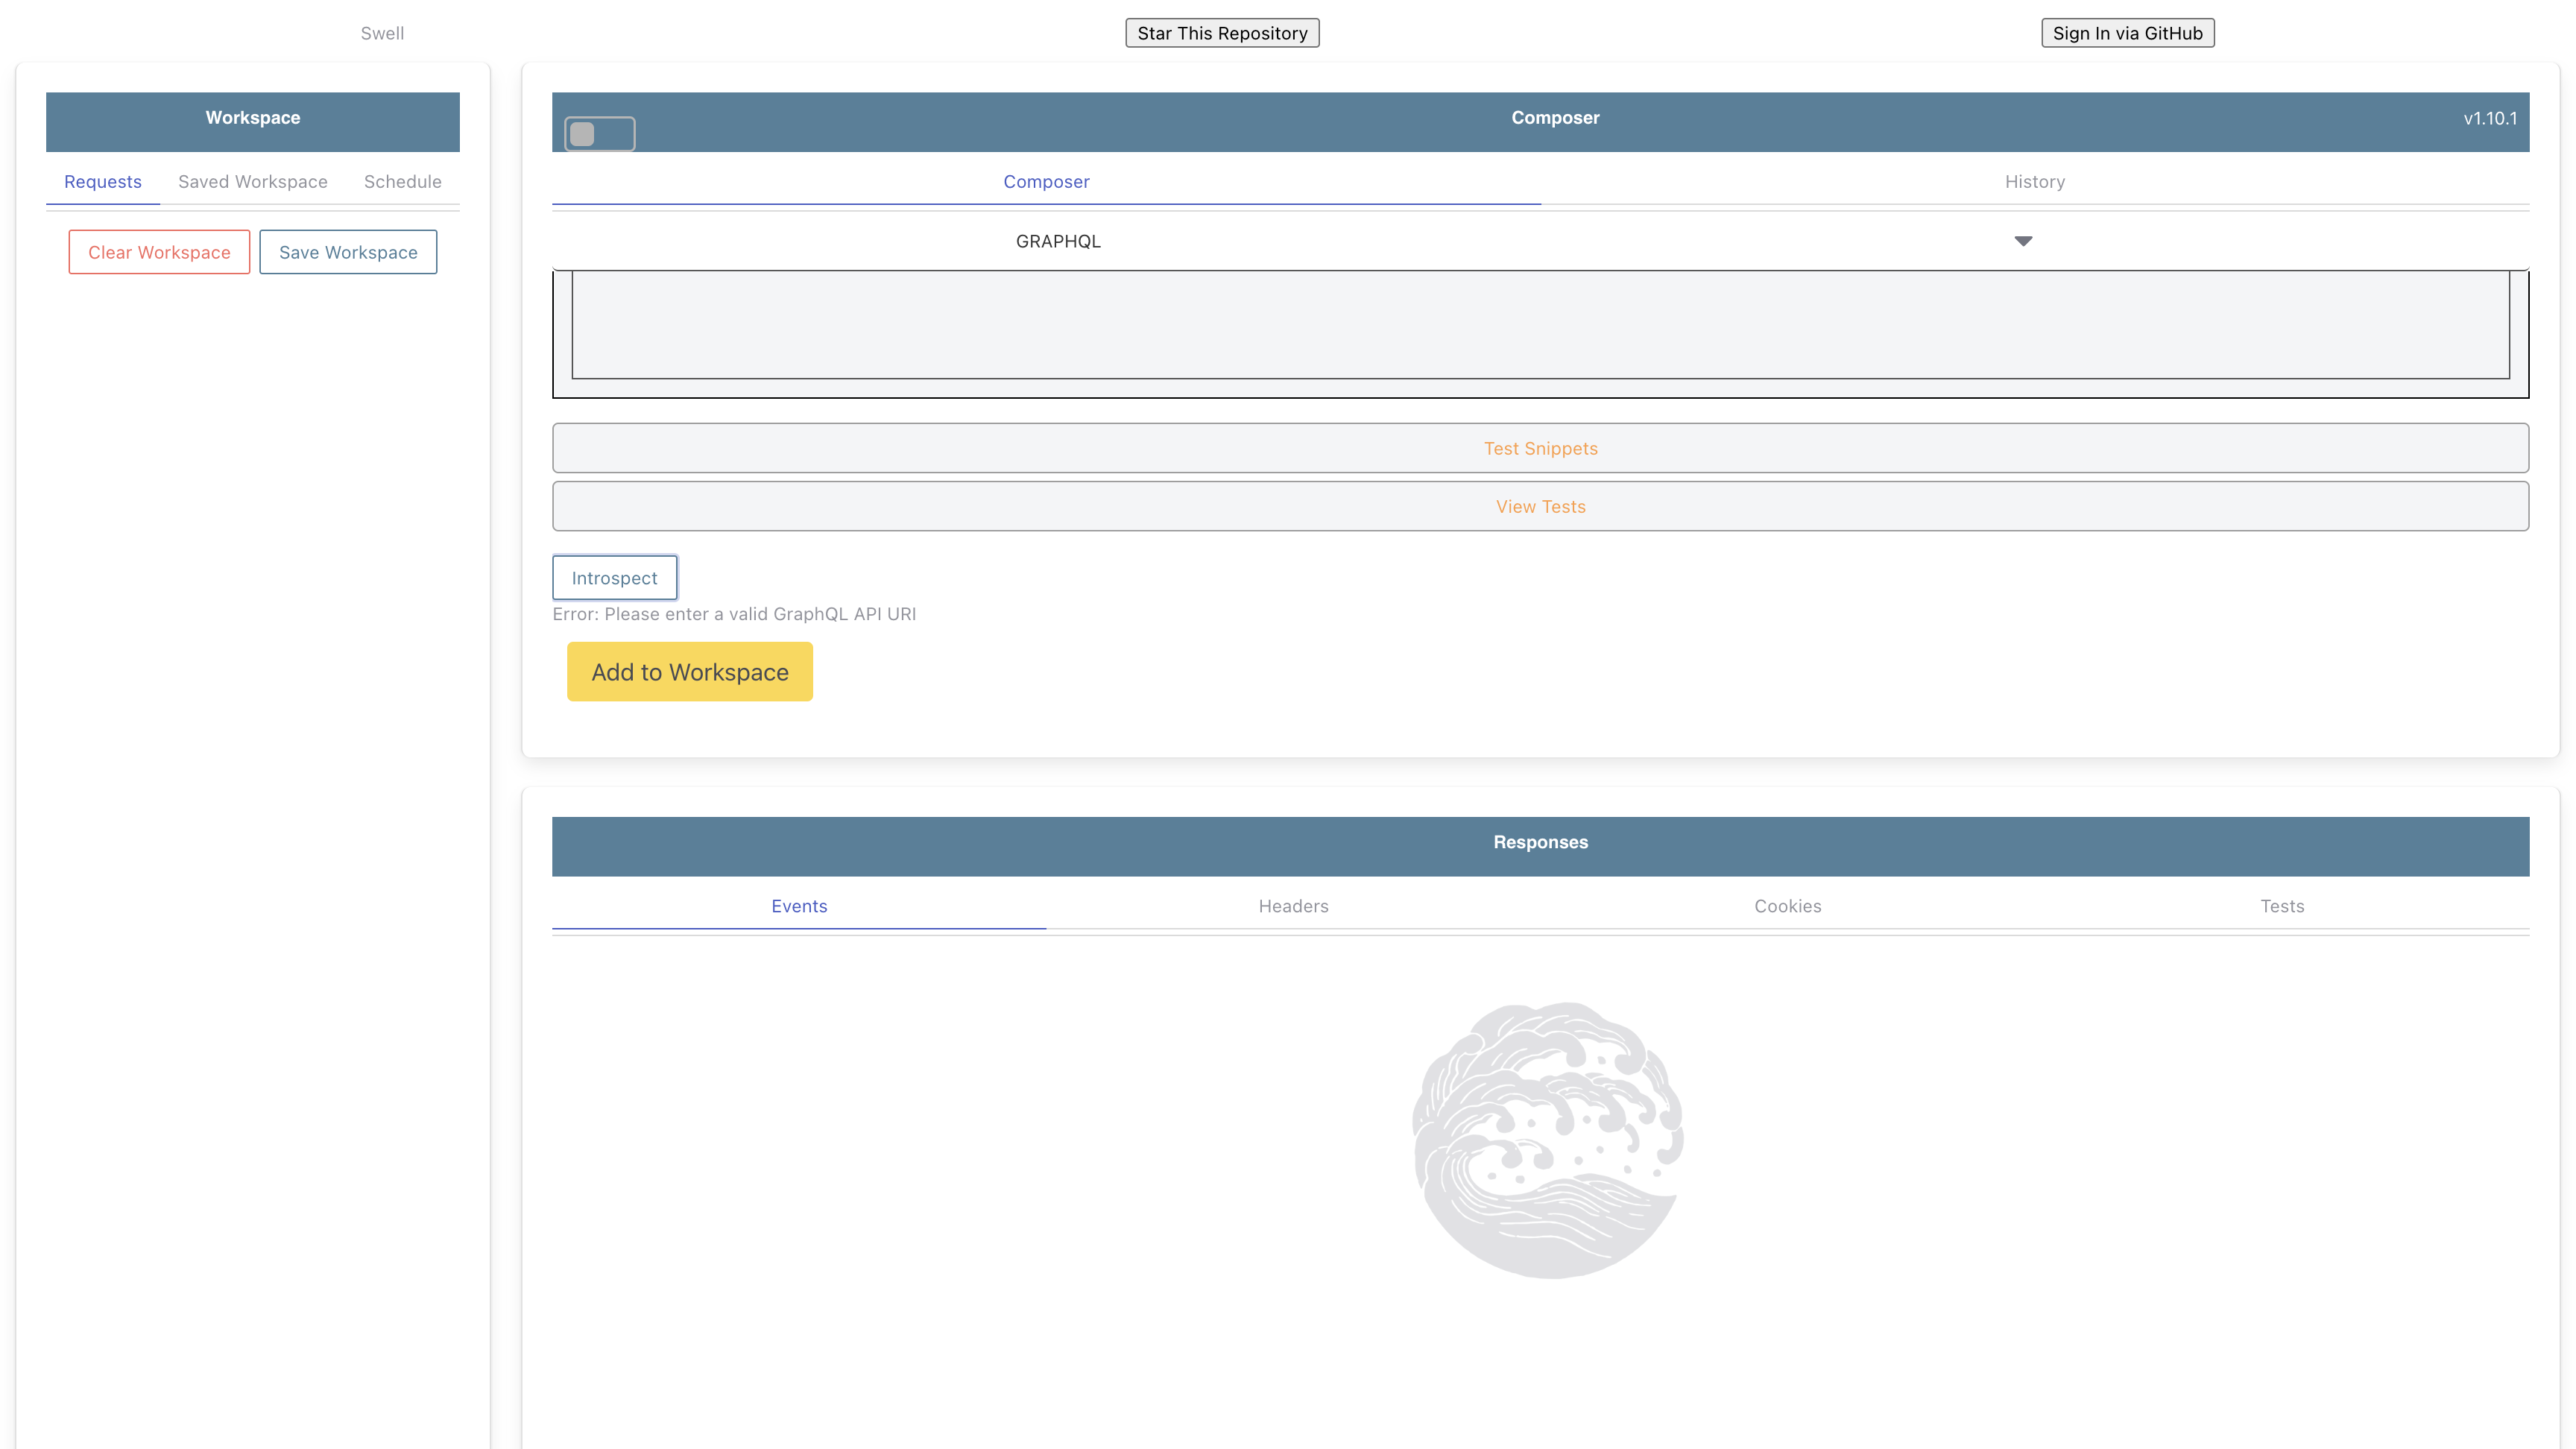 Swell
Star This Repository
Sign In via GitHub
Workspace
Requests
Saved Workspace
Schedule
Clear Workspace
Save Workspace
Composer
v1.10.1
Composer
History
GRAPHQL
Test Snippets
View Tests
Introspect
Error: Please enter a valid GraphQL API URI
Add to Workspace
Responses
Events
Headers
Cookies
Tests